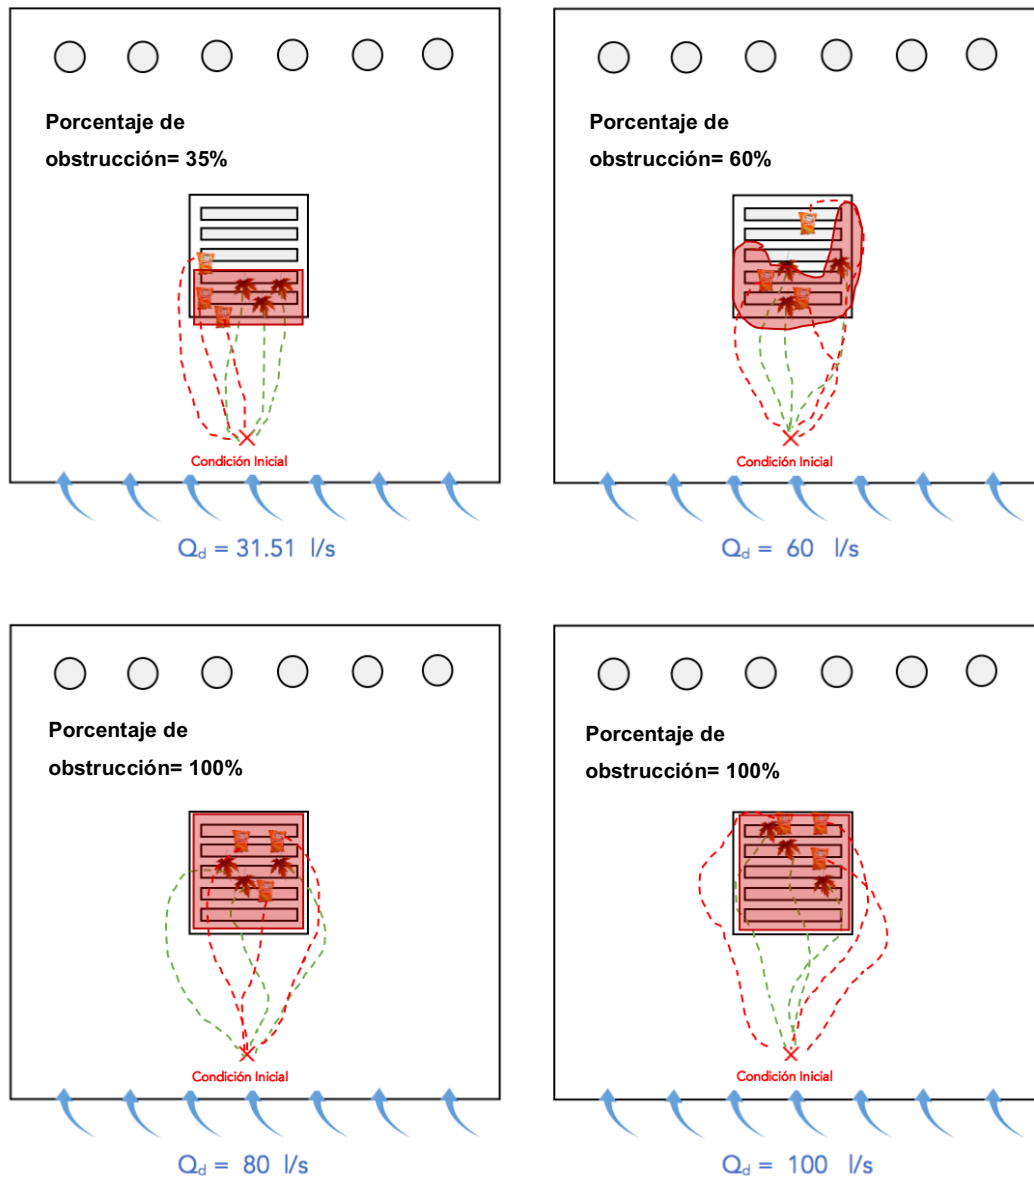 Porcentaje de
obstrucción= 35%
Condición Inicial
Qd = 31.51 l/s
Porcentaje de
obstrucción= 60%
Condición Inicial
Qd = 60 l/s
Porcentaje de
obstrucción= 100%
Condición Inicial
Qd = 80 l/s
Porcentaje de
obstrucción= 100%
Condición Inicial
Qd = 100 l/s